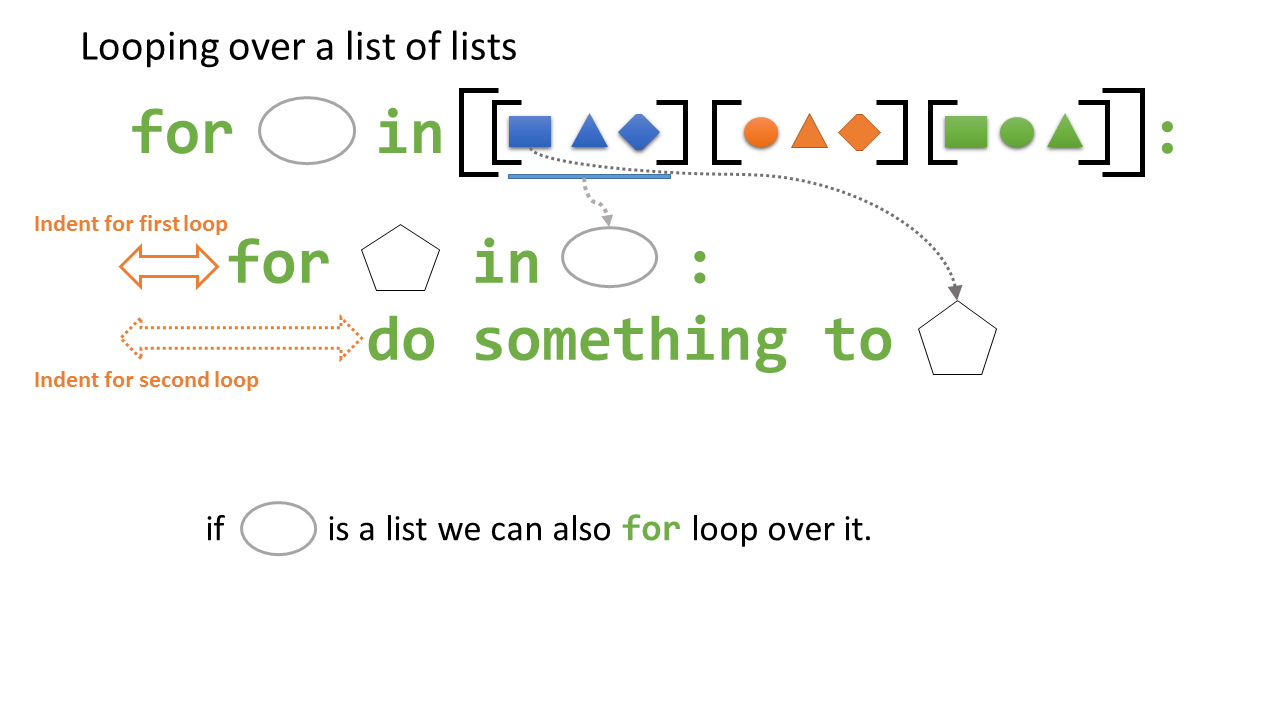 Looping over a list of lists
for in [[ ] [ ] [ ]] :
Indent for first loop
for in :
do something to
Indent for second loop
if is a list we can also for loop over it.